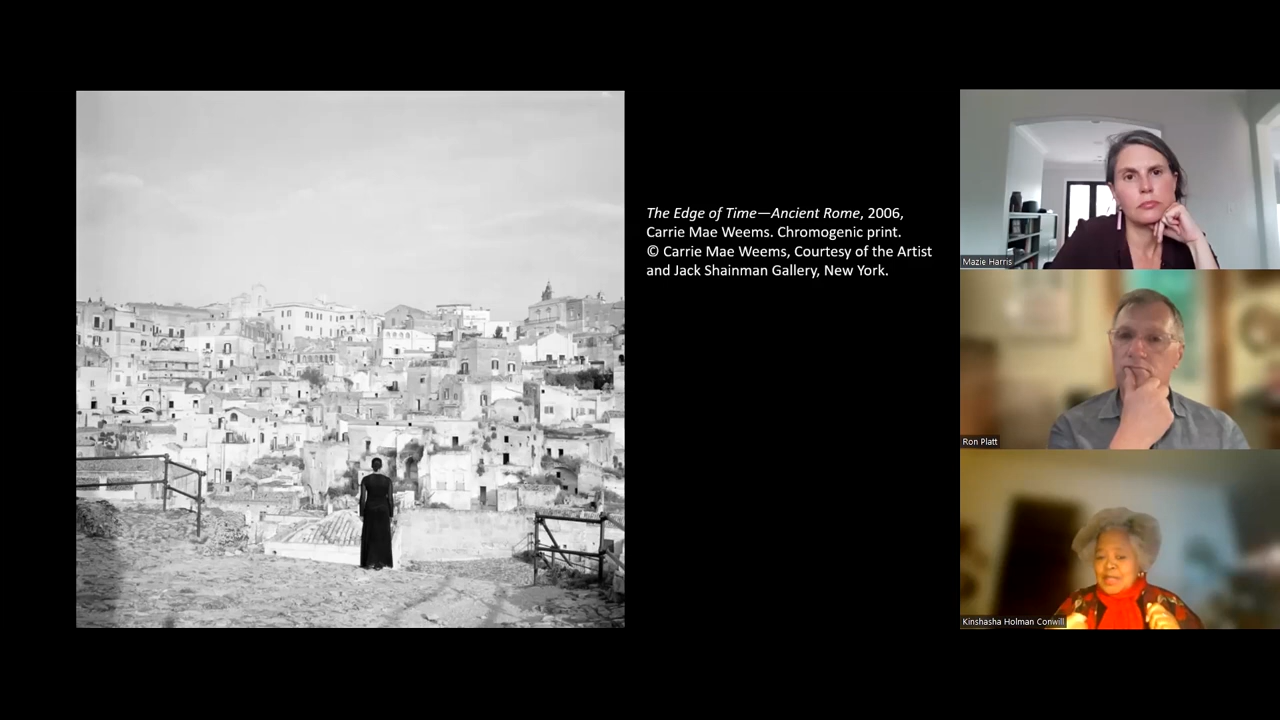 The Edge of Time—Ancient Rome, 2006,
Carrie Mae Weems. Chromogenic print.
© Carrie Mae Weems, Courtesy of the Artist
and Jack Shainman Gallery, New York.
Mazie Harris
Ron Platt
Kinshasha Holman Conwill